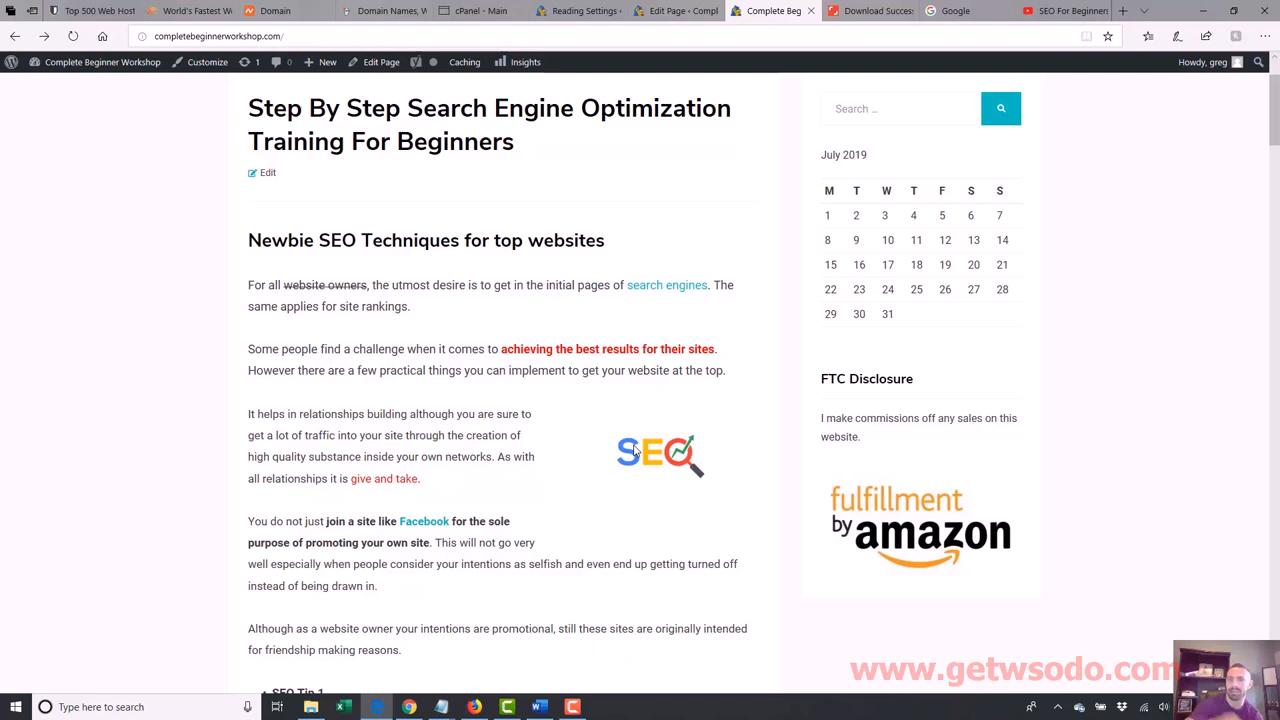 Top 500 Web Host
World's Fastest W
Domain
Domain Names, W
cPanel - Main
Reading Settings ‹
Edit Page ‹ Compl
Complete Beg
Download Success
Google
SEO For Beginners
completebeginnerworkshop.com/
Complete Beginner Workshop
Customize
1
0
New
Edit Page
Caching
Insights
Howdy, greg
Step By Step Search Engine Optimization
Training For Beginners
Edit
Newbie SEO Techniques for top websites
For all website owners, the utmost desire is to get in the initial pages of search engines. The
same applies for site rankings.
Some people find a challenge when it comes to achieving the best results for their sites.
However there are a few practical things you can implement to get your website at the top.
It helps in relationships building although you are sure to
get a lot of traffic into your site through the creation of
high quality substance inside your own networks. As with
all relationships it is give and take.
SEO
You do not just join a site like Facebook for the sole
purpose of promoting your own site. This will not go very
well especially when people consider your intentions as selfish and even end up getting turned off
instead of being drawn in.
Although as a website owner your intentions are promotional, still these sites are originally intended
for friendship making reasons.
SEO Tip 1
Search …
July 2019
M T W T F S S
1 2 3 4 5 6 7
8 9 10 11 12 13 14
15 16 17 18 19 20 21
22 23 24 25 26 27 28
29 30 31
FTC Disclosure
I make commissions off any sales on this
website.
fulfillment
by amazon
www.getwsodo.com
Type here to search